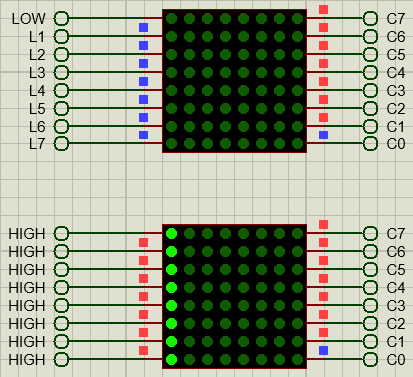 LOW C7
L1 C6
L2 C5
L3 C4
L4 C3
L5 C2
L6 C1
L7 C0
HIGH C7
HIGH C6
HIGH C5
HIGH C4
HIGH C3
HIGH C2
HIGH C1
HIGH C0